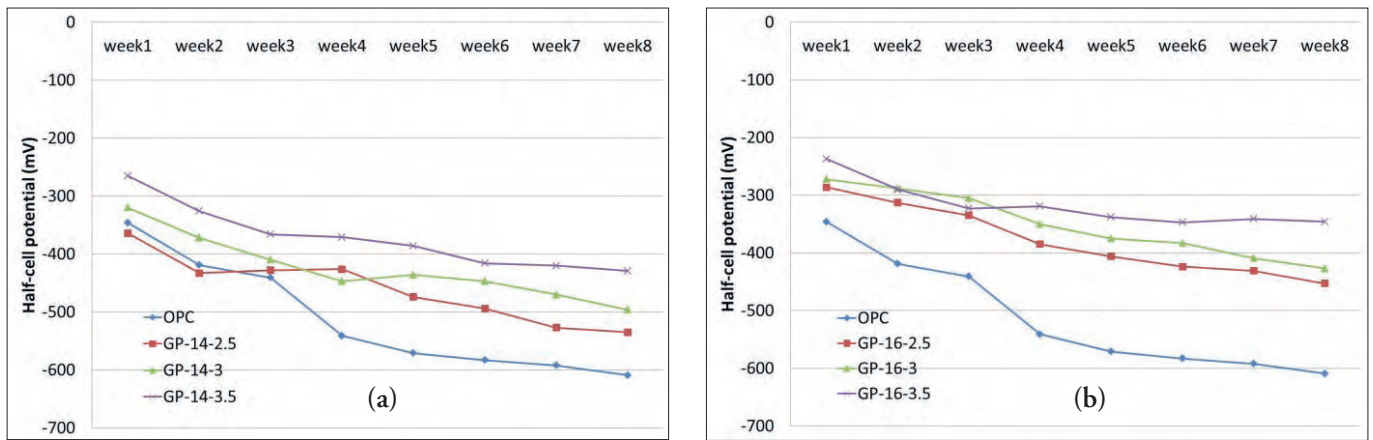 0
week1 week2 week3 week4 week5 week6 week7 week8
-100
-200
-300
-400
-500
-600
-700
Half-cell potential (mV)
OPC
GP-14-2.5
GP-14-3
GP-14-3.5
(a)
0
week1 week2 week3 week4 week5 week6 week7 week8
-100
-200
-300
-400
-500
-600
-700
Half-cell potential (mV)
OPC
GP-16-2.5
GP-16-3
GP-16-3.5
(b)